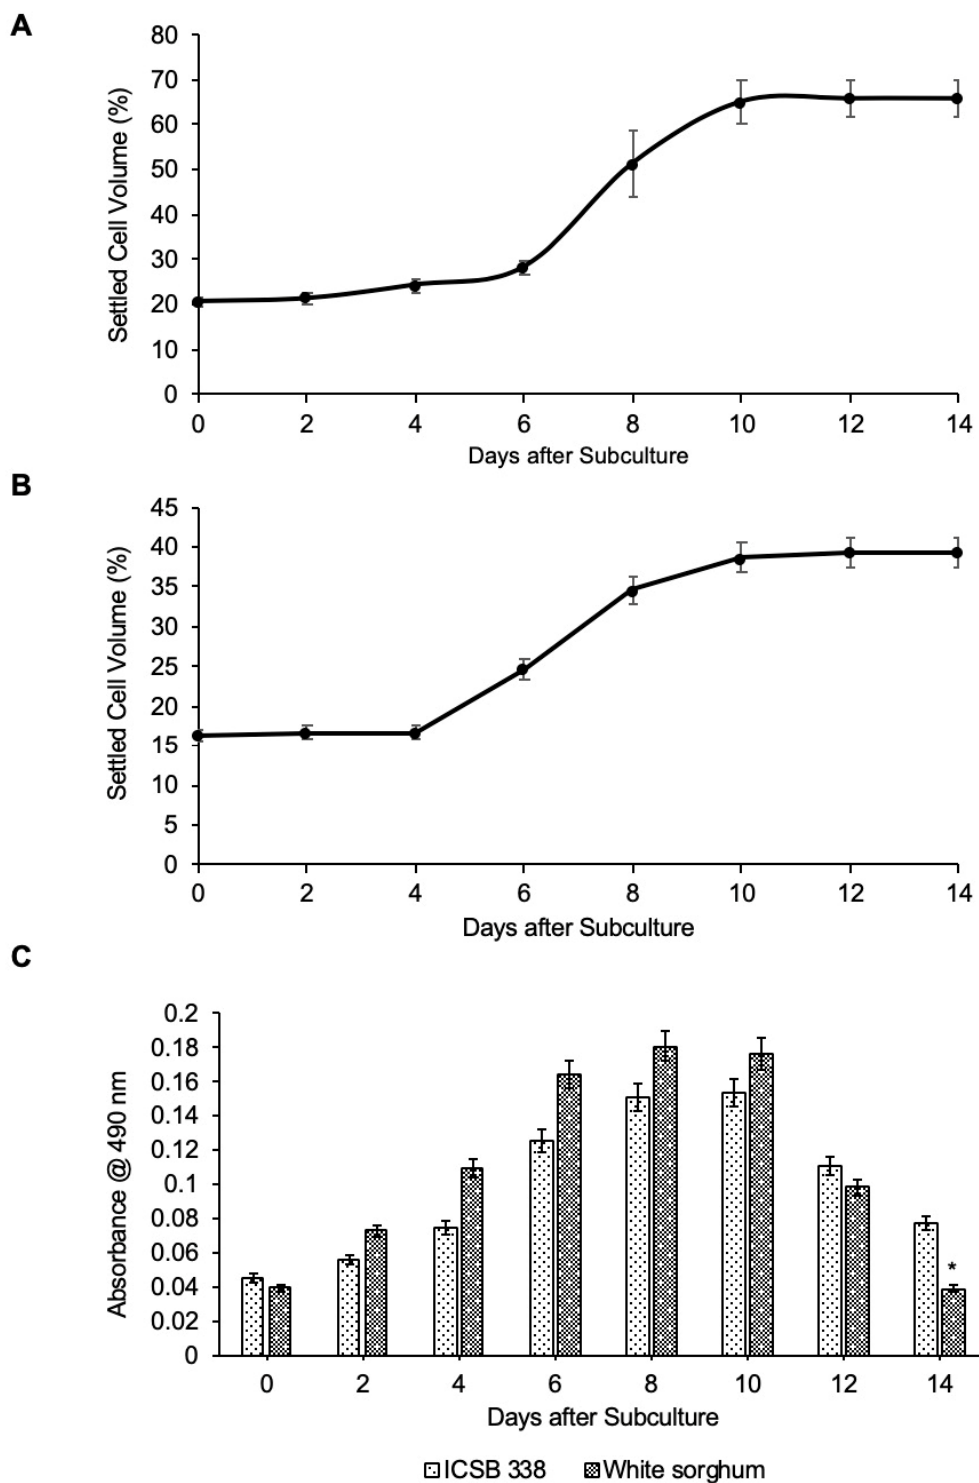 A
Settled Cell Volume (%)
80
70
60
50
40
30
20
10
0
0 2 4 6 8 10 12 14
Days after Subculture
B
Settled Cell Volume (%)
45
40
35
30
25
20
15
10
5
0
0 2 4 6 8 10 12 14
Days after Subculture
C
Absorbance @ 490 nm
0.2
0.18
0.16
0.14
0.12
0.1
0.08
0.06
0.04
0.02
0
*
0 2 4 6 8 10 12 14
Days after Subculture
ICSB 338 White sorghum